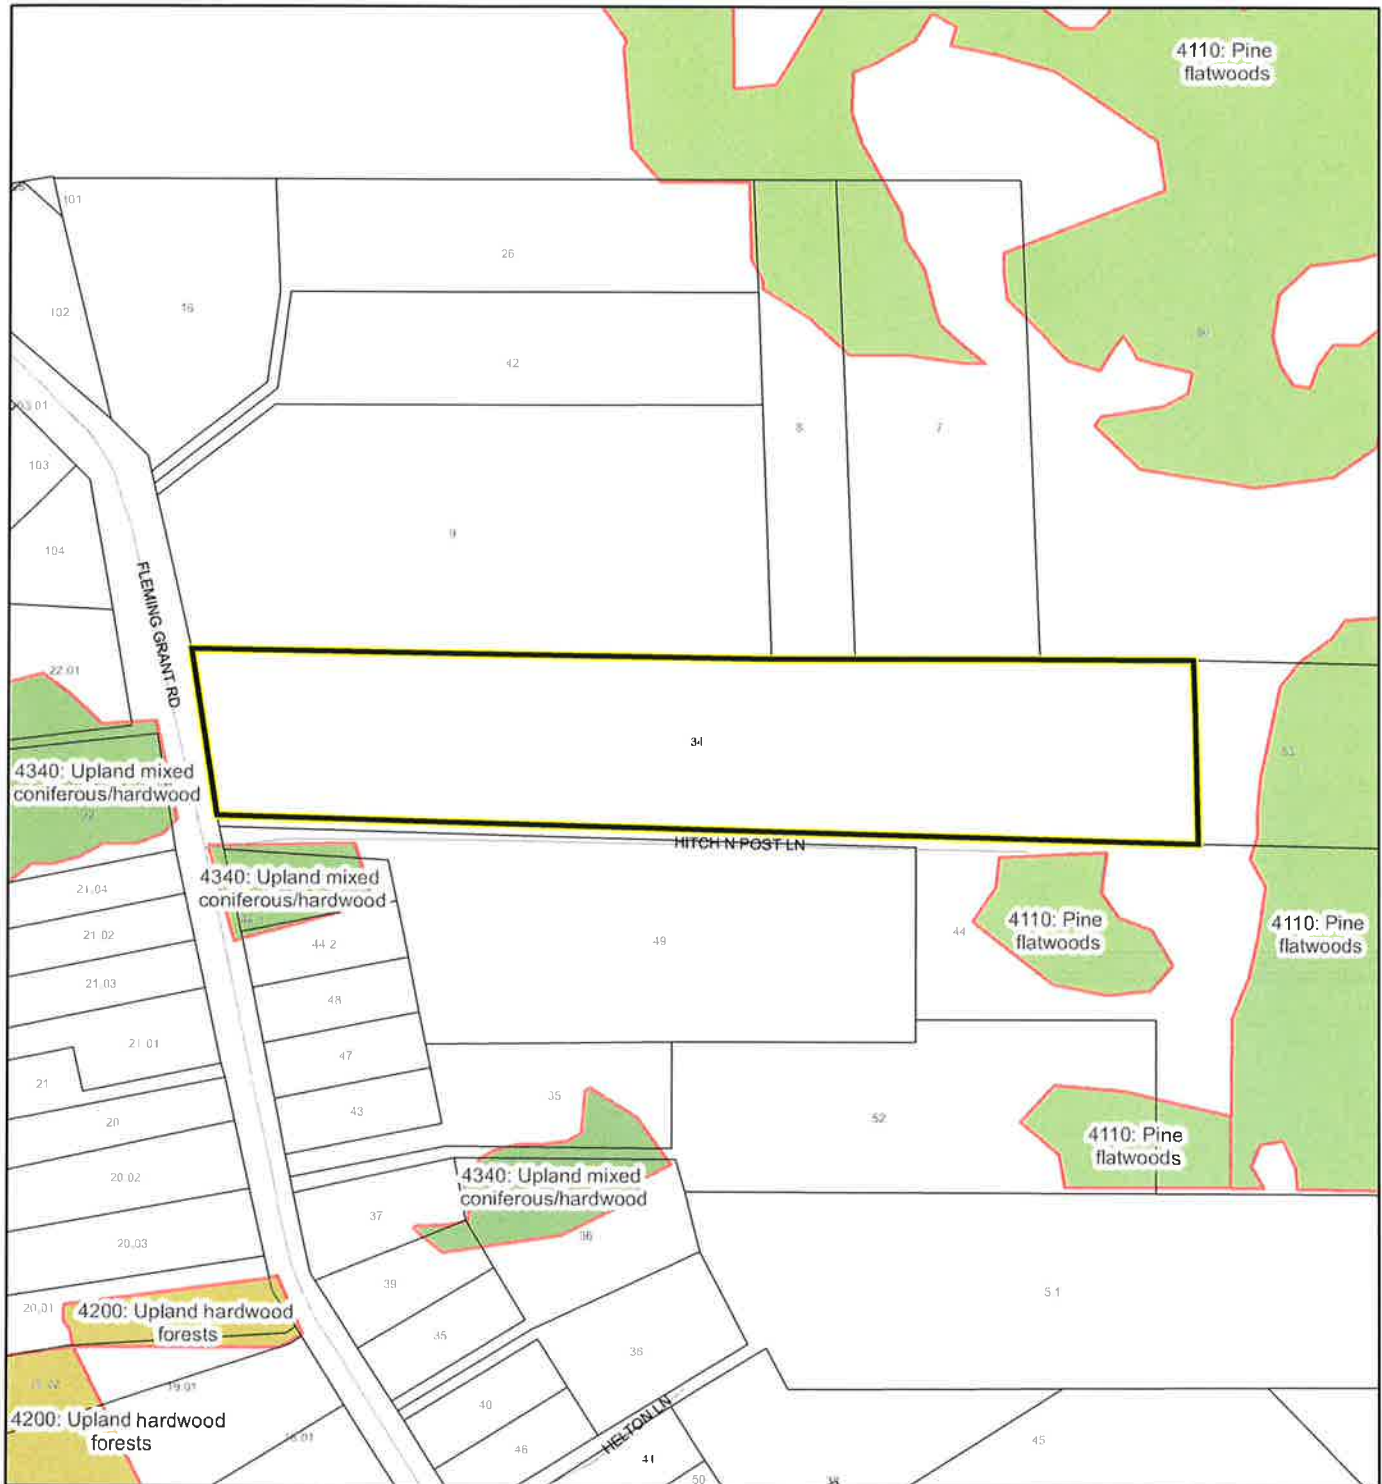 4110: Pine
flatwoods
101
26
102
16
42
103
8
7
9
104
FLEMING GRANT RD
22.01
34
4340: Upland mixed
coniferous/hardwood
HITCH N POST LN
4340: Upland mixed
coniferous/hardwood
21.04
21.02
44.2
49
44
4110: Pine
flatwoods
4110: Pine
flatwoods
21.03
48
21.01
47
21
43
35
20
52
4110: Pine
flatwoods
20.02
4340: Upland mixed
coniferous/hardwood
37
36
20.03
39
20.01
4200: Upland hardwood
forests
35
5.1
36
19.01
40
4200: Upland hardwood
forests
HELTON LN
46
41
45
50
38